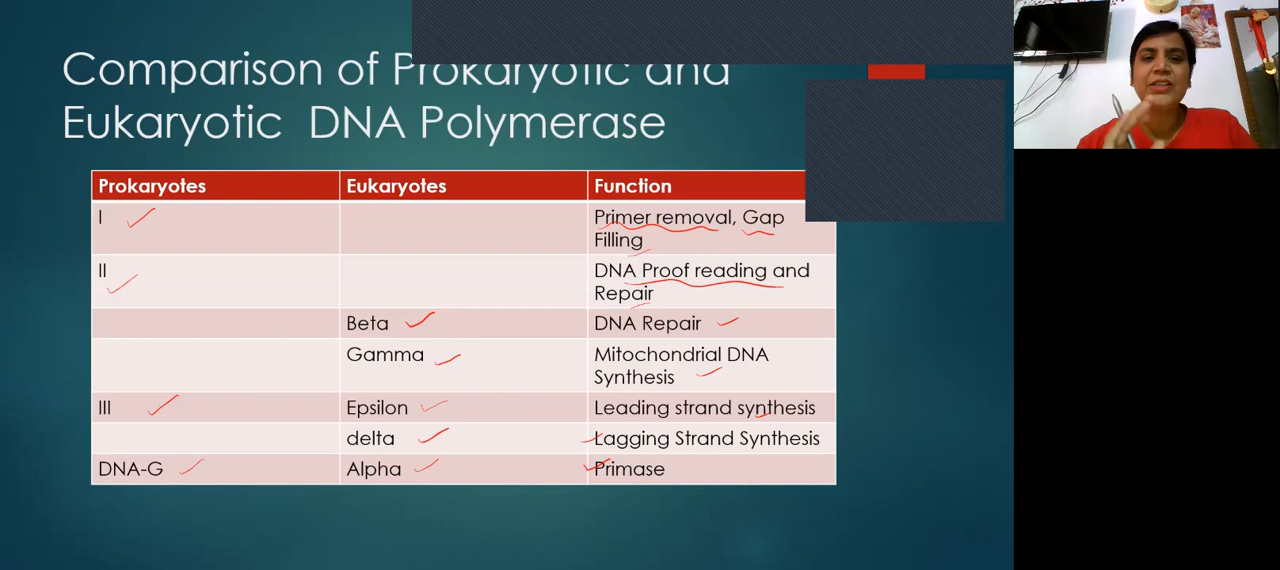 Comparison of Prokaryotic and
Eukaryotic DNA Polymerase
Prokaryotes Eukaryotes Function
I Primer removal, Gap
Filling
II DNA Proof reading and
Repair
Beta DNA Repair
Gamma Mitochondrial DNA
Synthesis
III Epsilon Leading strand synthesis
delta Lagging Strand Synthesis
DNA-G Alpha Primase